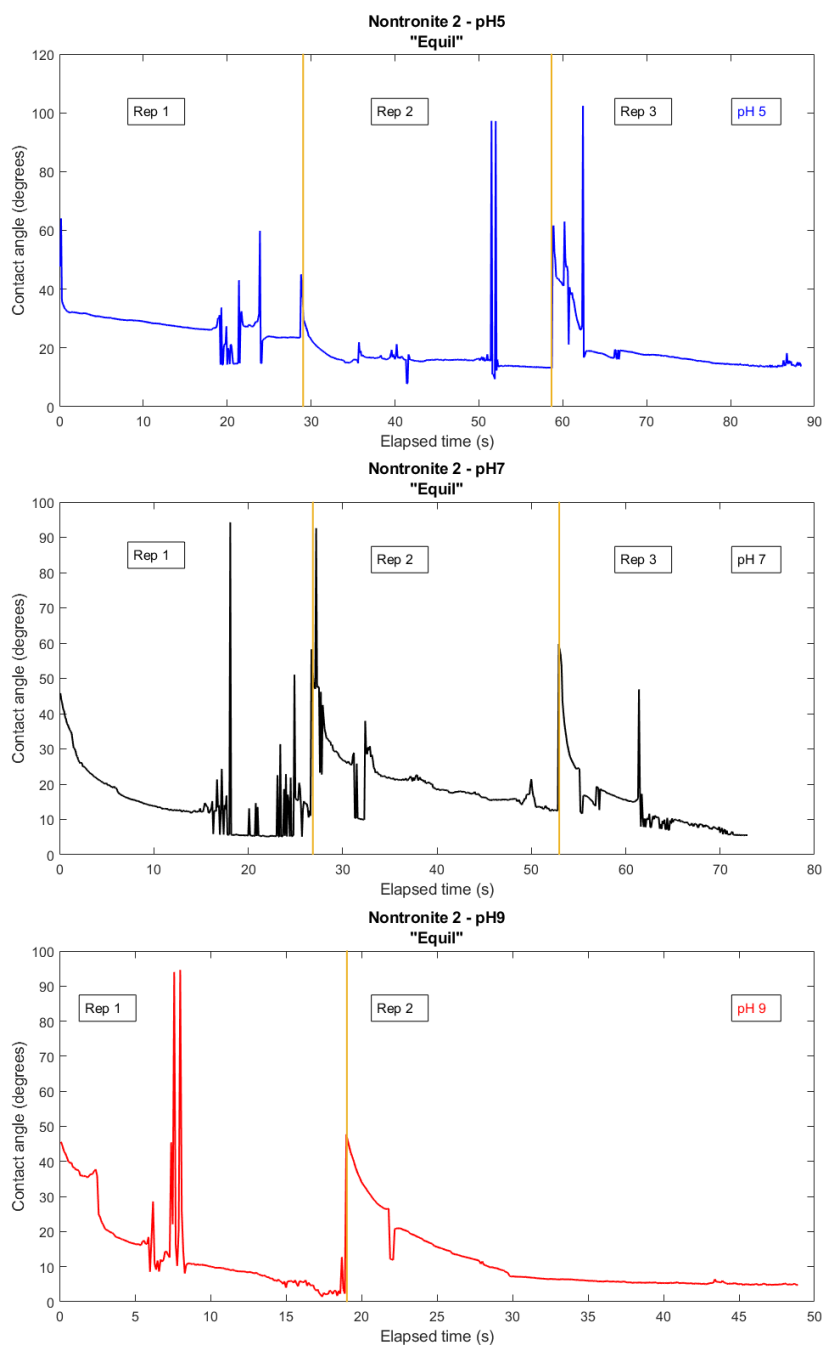 Nontronite 2 - pH5
"Equil"
120
100
80
60
40
20
0
Contact angle (degrees)
Rep 1
Rep 2
Rep 3
pH 5
0 10 20 30 40 50 60 70 80 90
Elapsed time (s)
Nontronite 2 - pH7
"Equil"
100
90
80
70
60
50
40
30
20
10
0
Contact angle (degrees)
Rep 1
Rep 2
Rep 3
pH 7
0 10 20 30 40 50 60 70 80
Elapsed time (s)
Nontronite 2 - pH9
"Equil"
100
90
80
70
60
50
40
30
20
10
0
Contact angle (degrees)
Rep 1
Rep 2
pH 9
0 5 10 15 20 25 30 35 40 45 50
Elapsed time (s)